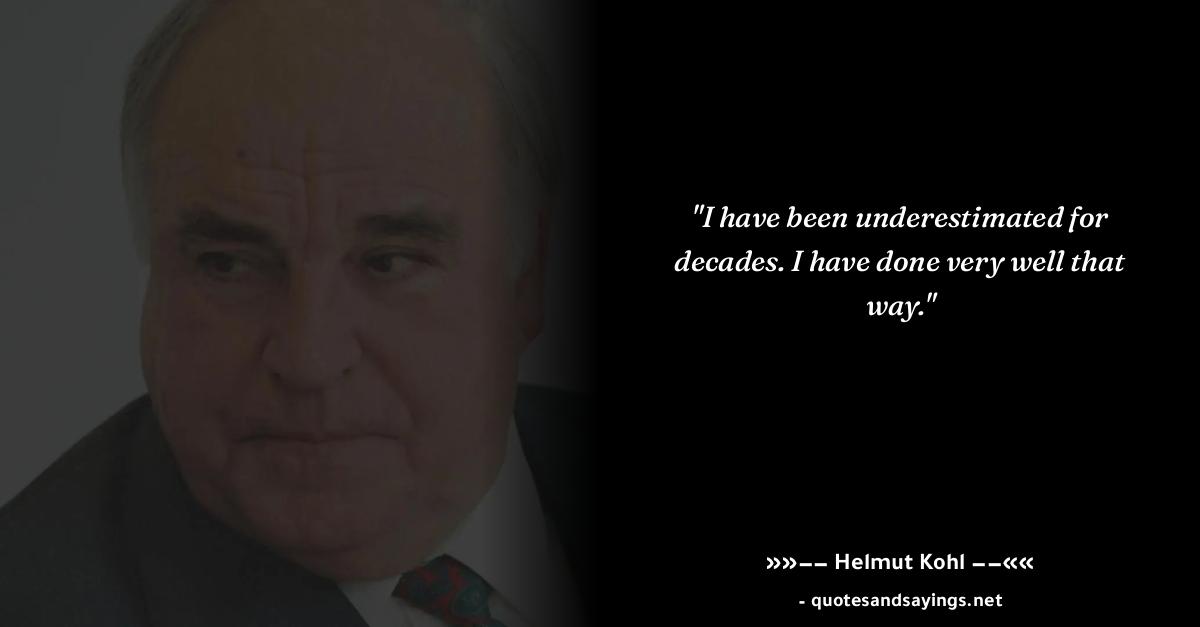 "I have been underestimated for
decades. I have done very well that
way."
»»−− Helmut Kohl −−««
- quotesandsayings.net